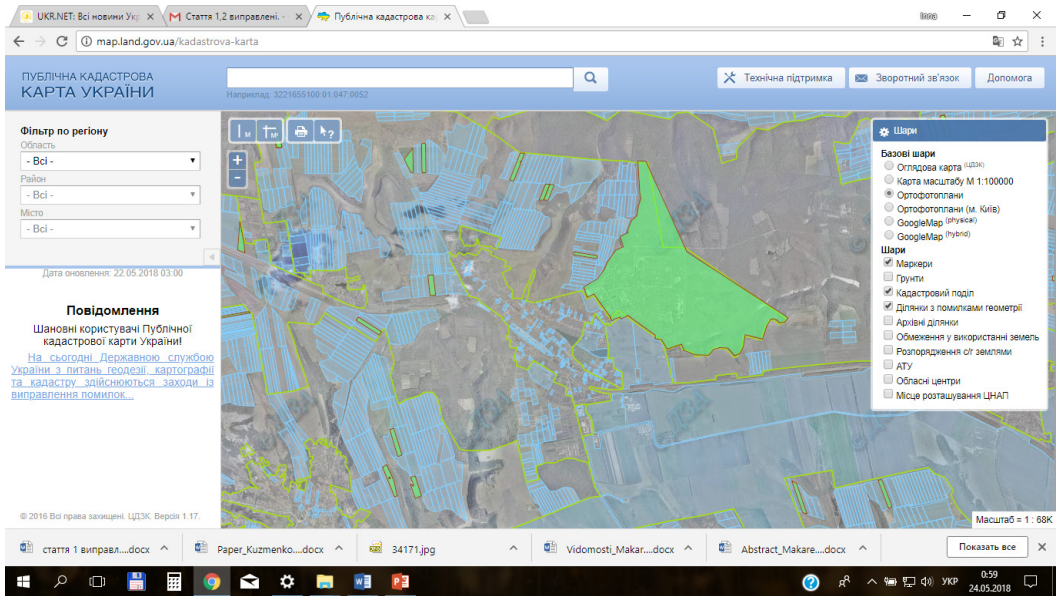 UKR.NET: Всі новини Укр
Стаття 1,2 виправлені. -
Публічна кадастрова ка
Inna
map.land.gov.ua/kadastrova-karta
ПУБЛІЧНА КАДАСТРОВА
КАРТА УКРАЇНИ
Наприклад: 3221655100:01:047:0052
Технічна підтримка
Зворотний зв'язок
Допомога
Фільтр по регіону
Область
- Всі -
Район
- Всі -
Місто
- Всі -
Дата оновлення: 22.05.2018 03:00
Повідомлення
Шановні користувачі Публічної
кадастрової карти України!
На сьогодні Державною службою
України з питань геодезії, картографії
та кадастру здійснюються заходи із
виправлення помилок...
© 2016 Всі права захищені. ЦДЗК. Версія 1.17.
м
м²
+
-
Шари
Базові шари
Оглядова карта (ЦДЗК)
Карта масштабу М 1:100000
Ортофотоплани
Ортофотоплани (м. Київ)
GoogleMap (physical)
GoogleMap (hybrid)
Шари
Маркери
Грунти
Кадастровий поділ
Ділянки з помилками геометрії
Архівні ділянки
Обмеження у використанні земель
Розпорядження с/г землями
АТУ
Обласні центри
Місце розташування ЦНАП
Масштаб = 1 : 68K
стаття 1 виправл....docx
Paper_Kuzmenko...docx
34171.jpg
Vidomosti_Makar....docx
Abstract_Makare....docx
Показать все
УКР
0:59
24.05.2018